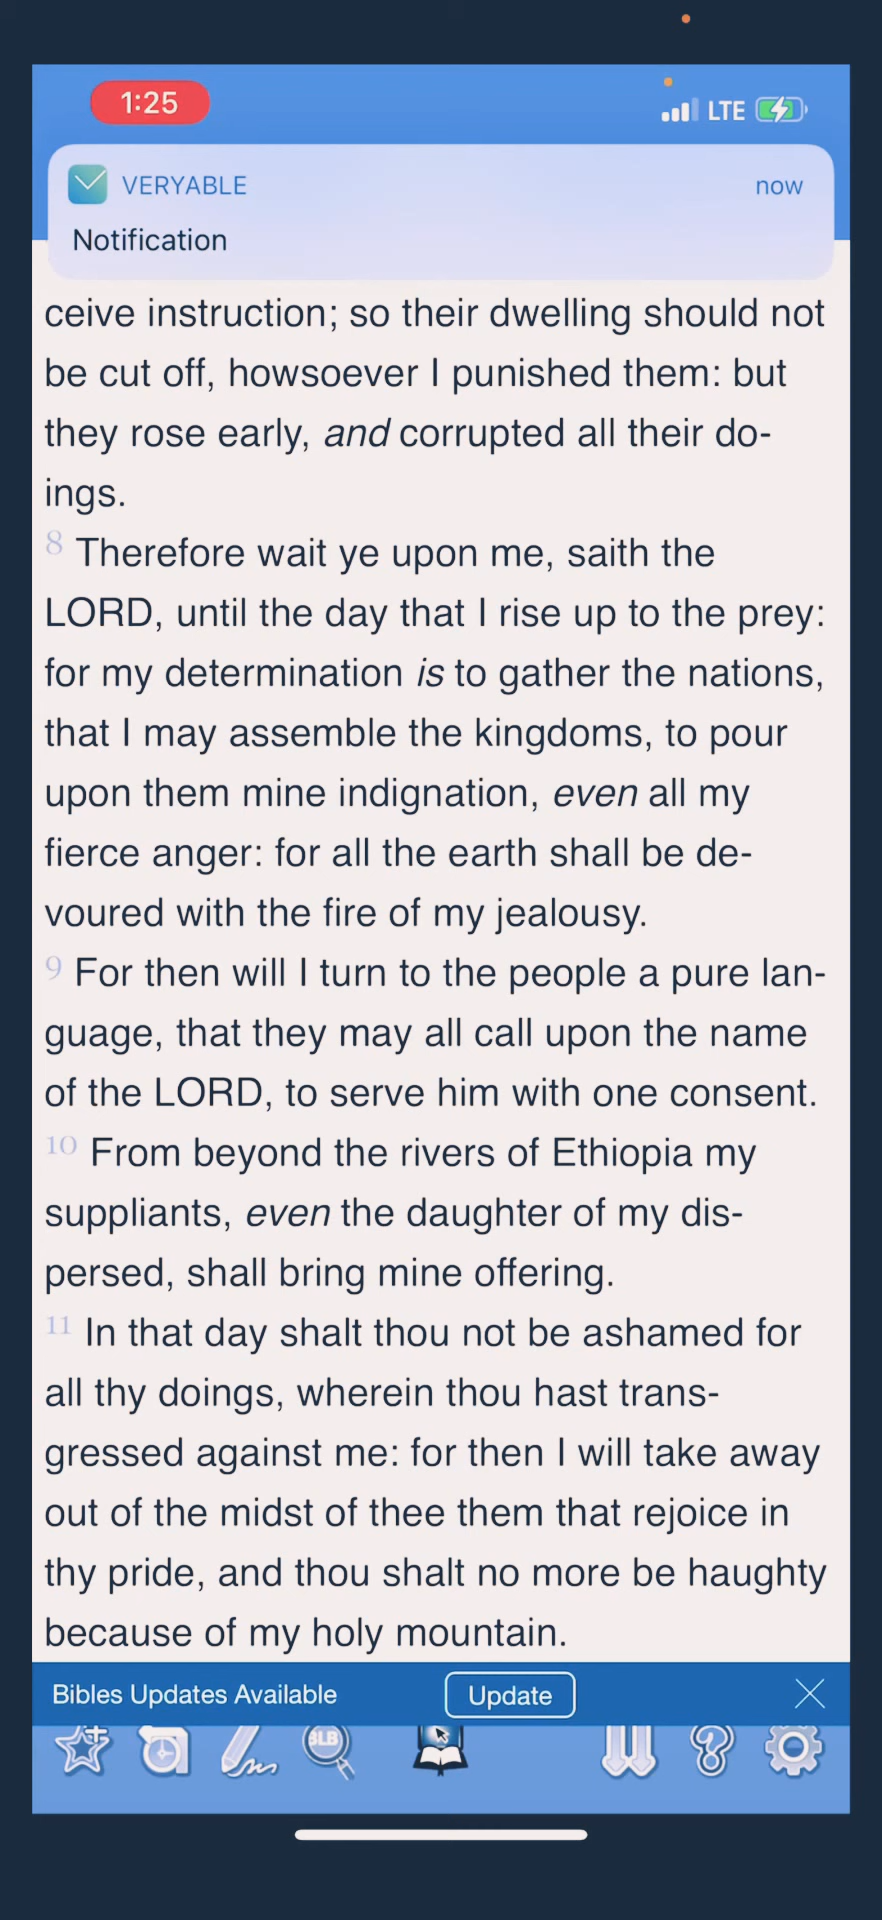 1:25
LTE
VERYABLE
now
Notification
ceive instruction; so their dwelling should not
be cut off, howsoever I punished them: but
they rose early, and corrupted all their do-
ings.
8 Therefore wait ye upon me, saith the
LORD, until the day that I rise up to the prey:
for my determination is to gather the nations,
that I may assemble the kingdoms, to pour
upon them mine indignation, even all my
fierce anger: for all the earth shall be de-
voured with the fire of my jealousy.
9 For then will I turn to the people a pure lan-
guage, that they may all call upon the name
of the LORD, to serve him with one consent.
10 From beyond the rivers of Ethiopia my
suppliants, even the daughter of my dis-
persed, shall bring mine offering.
11 In that day shalt thou not be ashamed for
all thy doings, wherein thou hast trans-
gressed against me: for then I will take away
out of the midst of thee them that rejoice in
thy pride, and thou shalt no more be haughty
because of my holy mountain.
Bibles Updates Available
Update
BLB